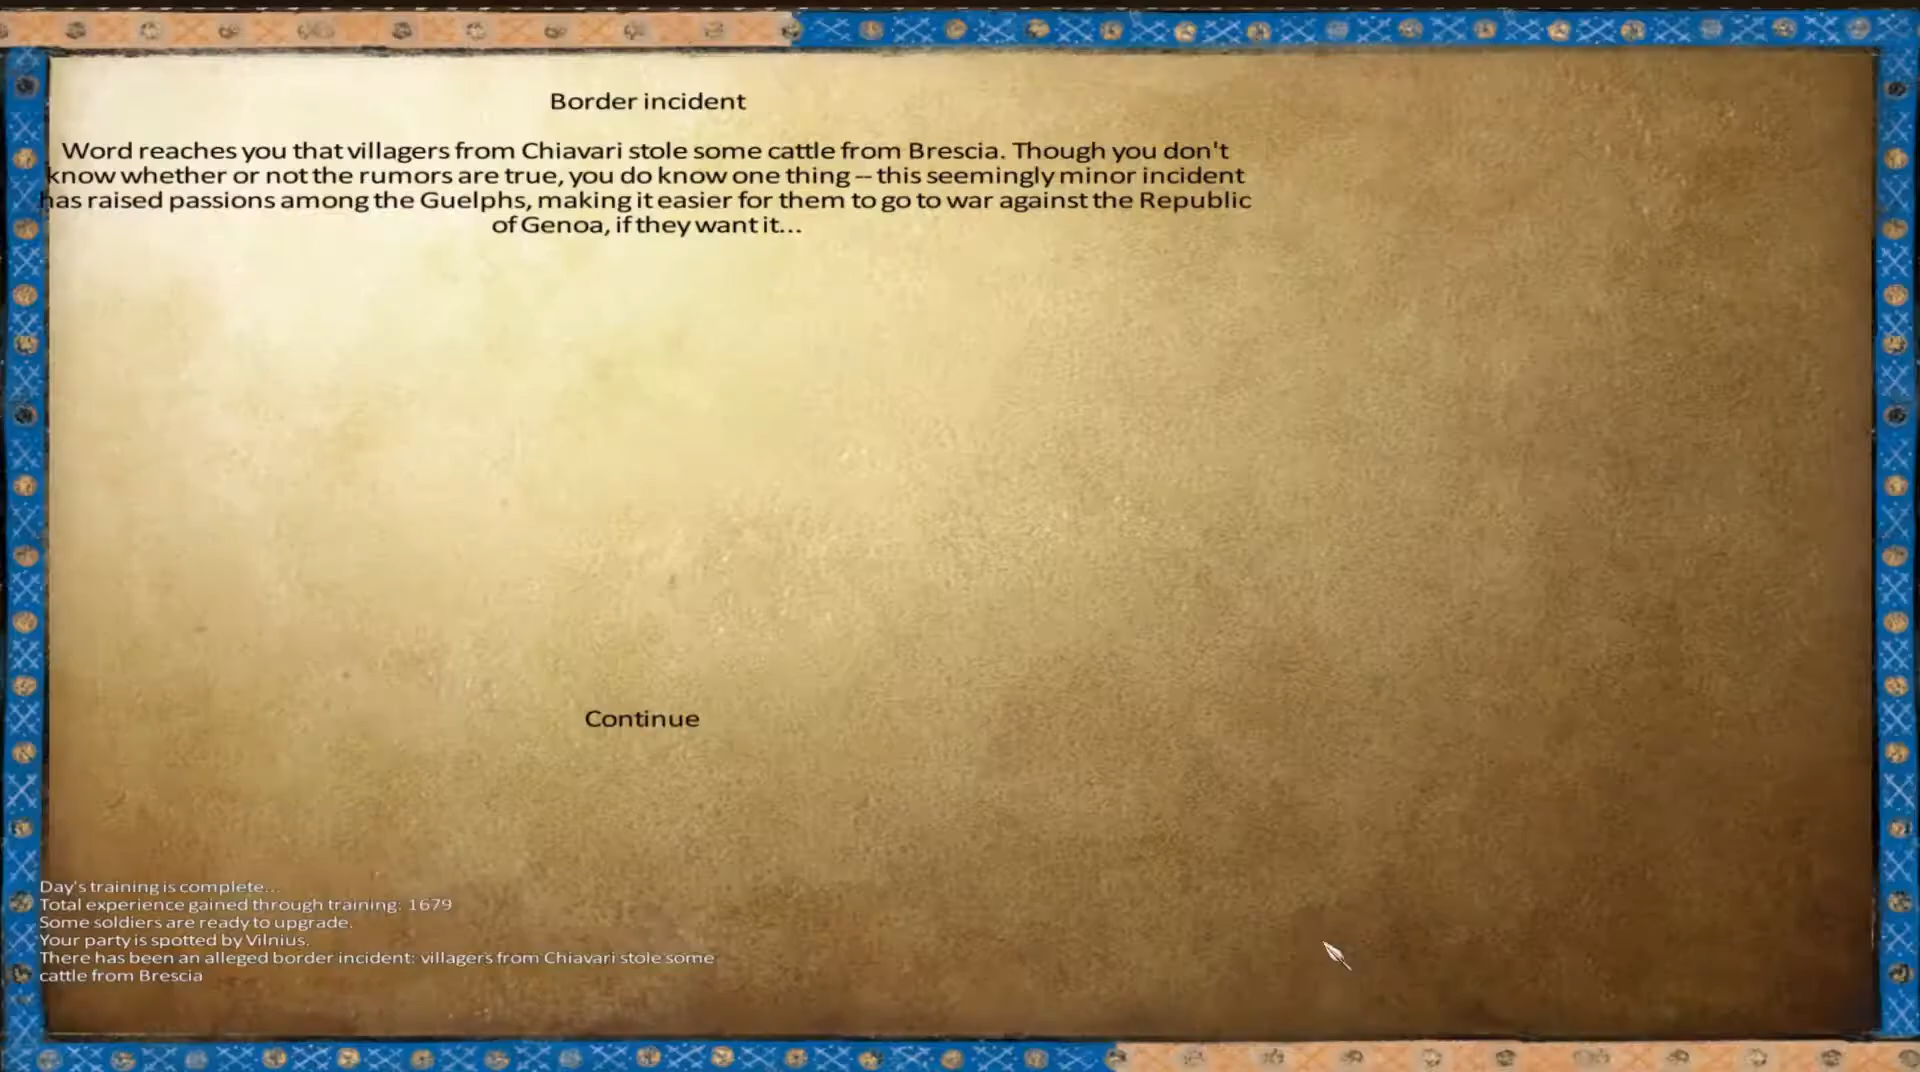 Border incident
Word reaches you that villagers from Chiavari stole some cattle from Brescia. Though you don't
know whether or not the rumors are true, you do know one thing -- this seemingly minor incident
has raised passions among the Guelphs, making it easier for them to go to war against the Republic
of Genoa, if they want it...
Continue
Day's training is complete...
Total experience gained through training: 1679
Some soldiers are ready to upgrade.
Your party is spotted by Vilnius.
There has been an alleged border incident: villagers from Chiavari stole some
cattle from Brescia